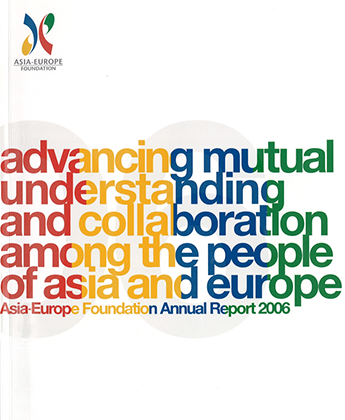 ASIA-EUROPE
FOUNDATION
advancing mutual
understanding
and collaboration
among the people
of asia and europe
Asia-Europe Foundation Annual Report 2006